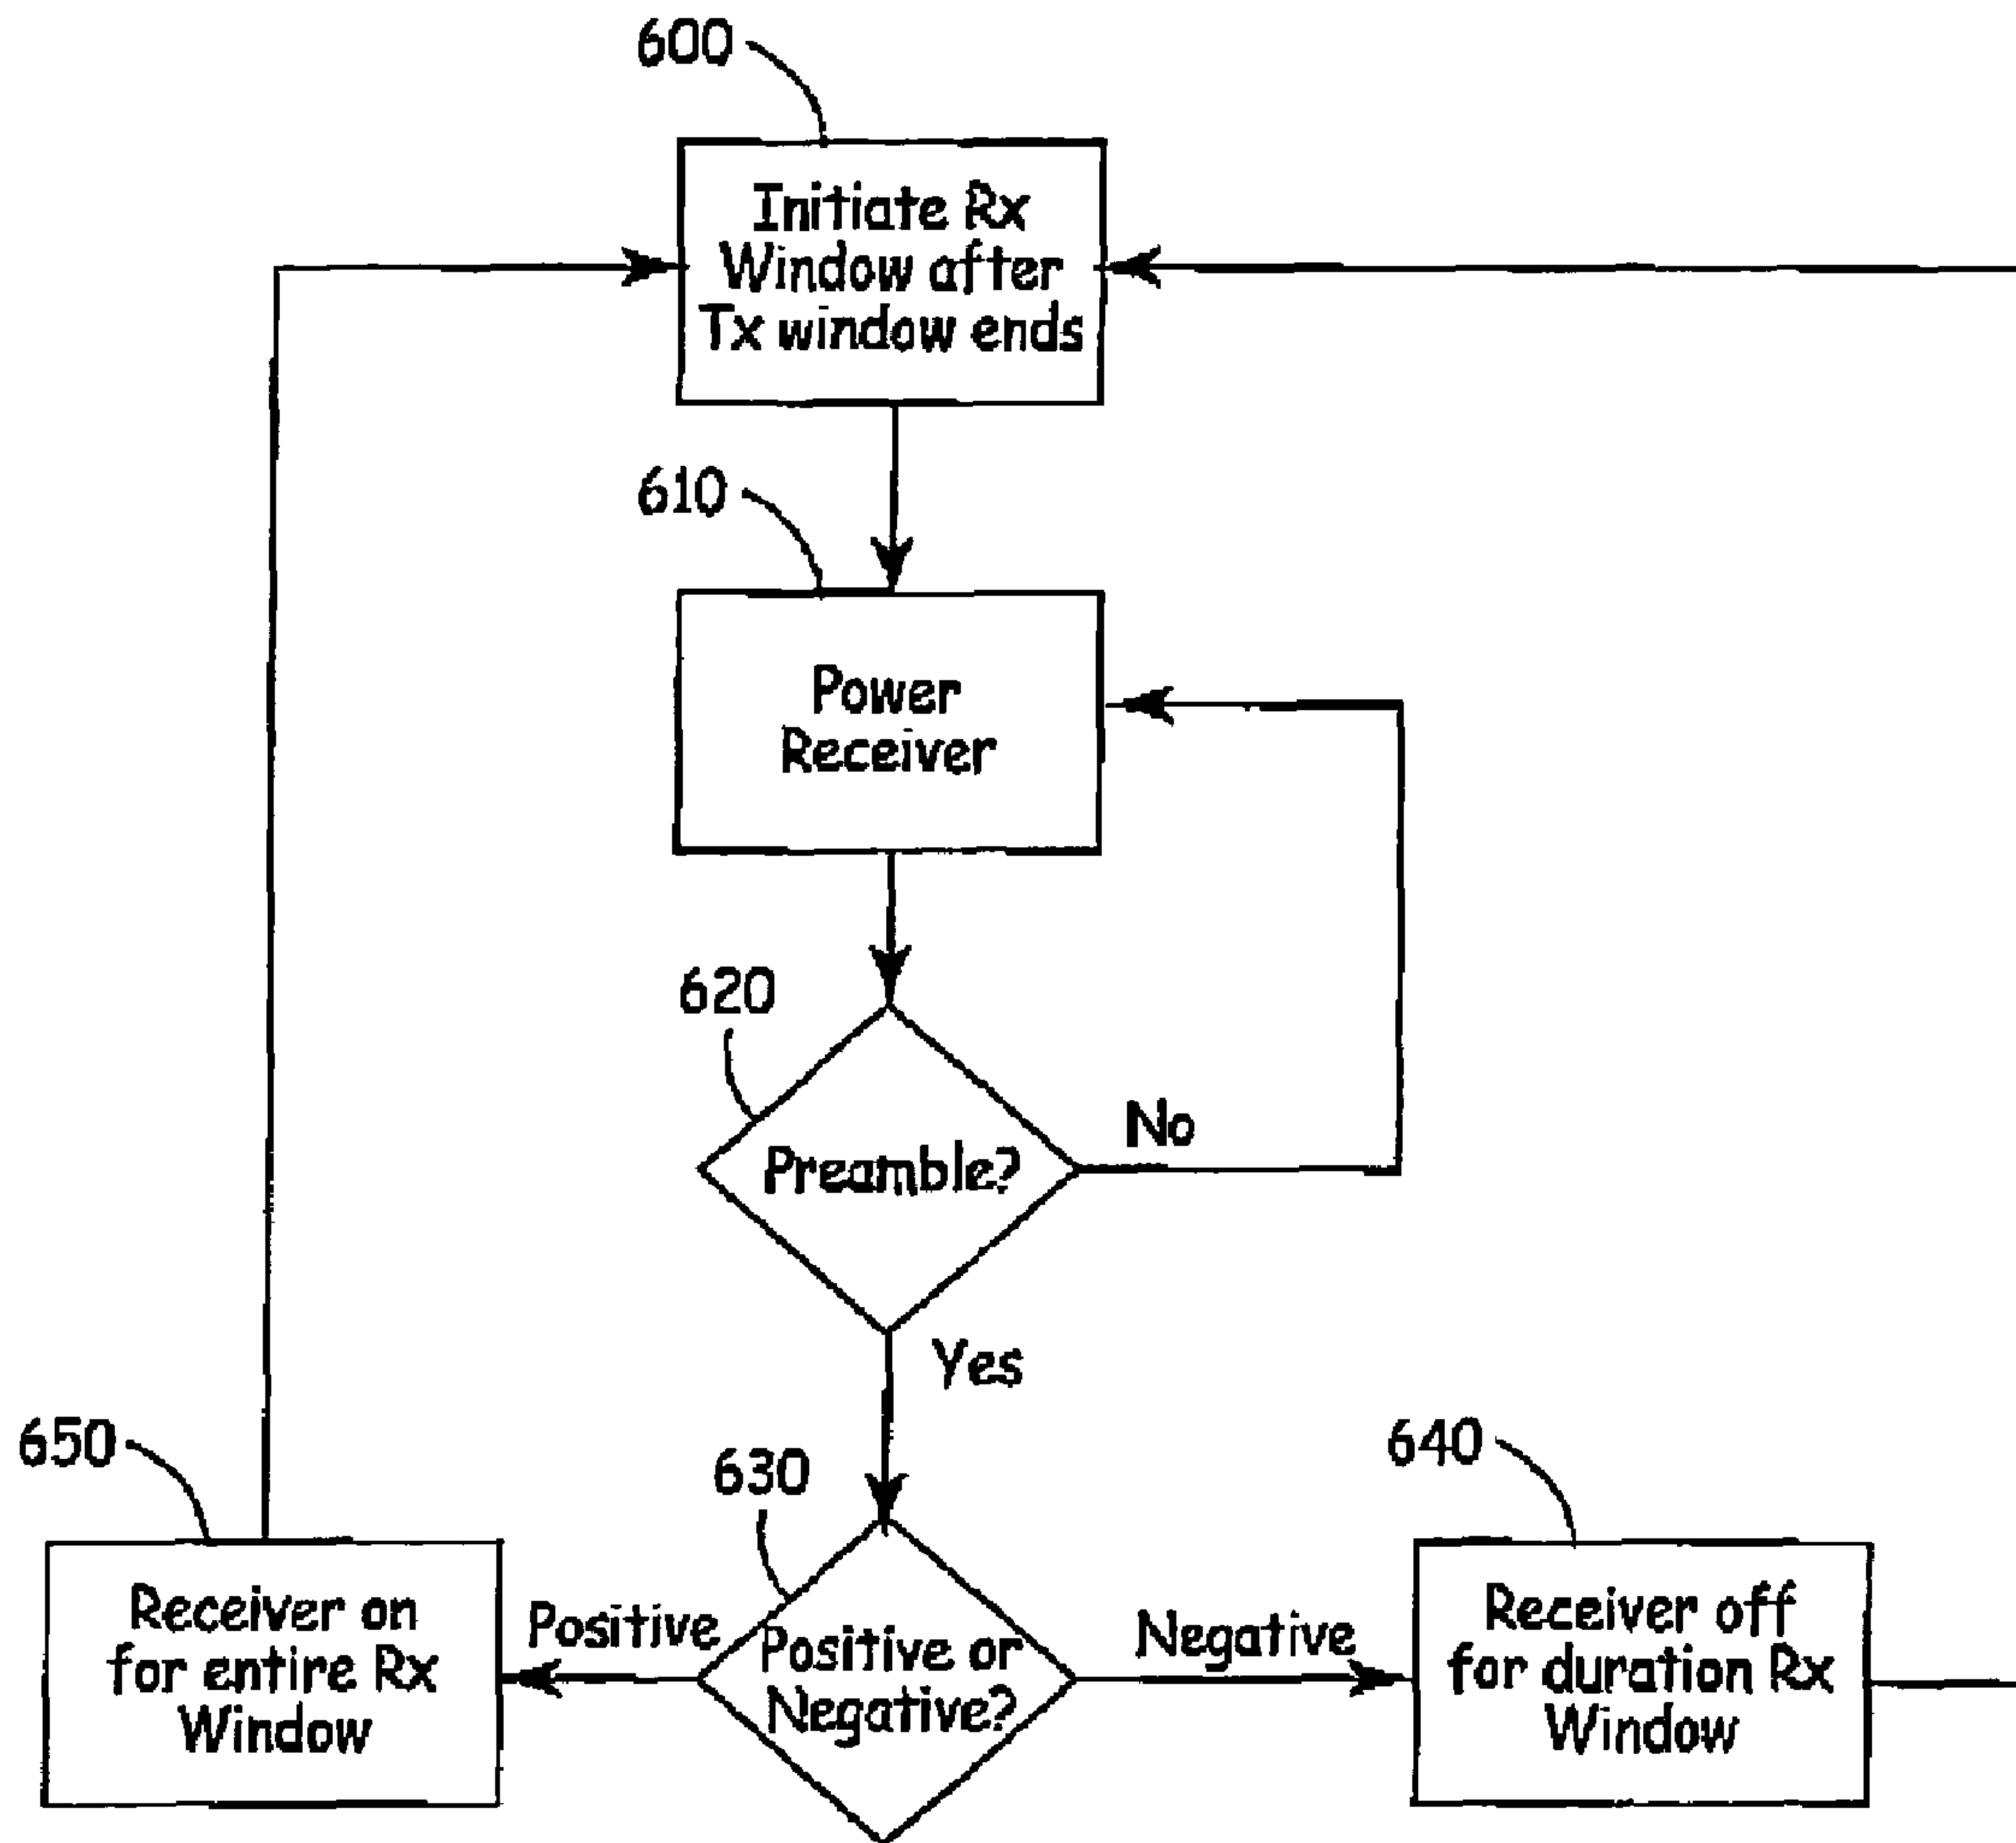 600
Initiate Rx
Window after
Tx window ends
610
Power
Receiver
620
Preamble?
No
Yes
650
630
640
Receiver on
for entire Rx
Window
Positive
Positive or
Negative?
Negative
Receiver off
for duration Rx
Window